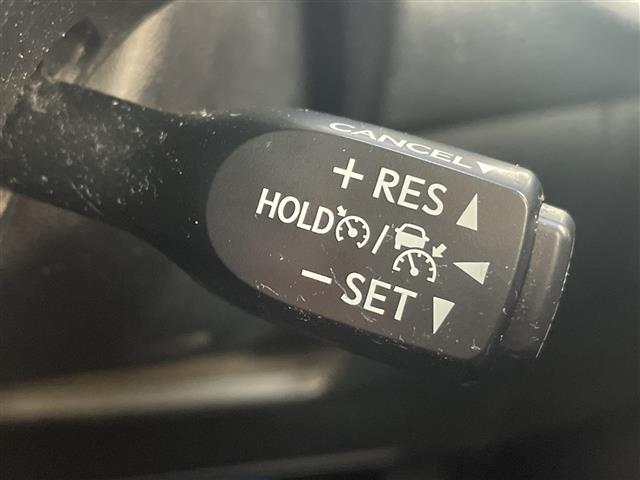 CANCEL▼
+ RES ▲
HOLD / ◀
− SET ▼